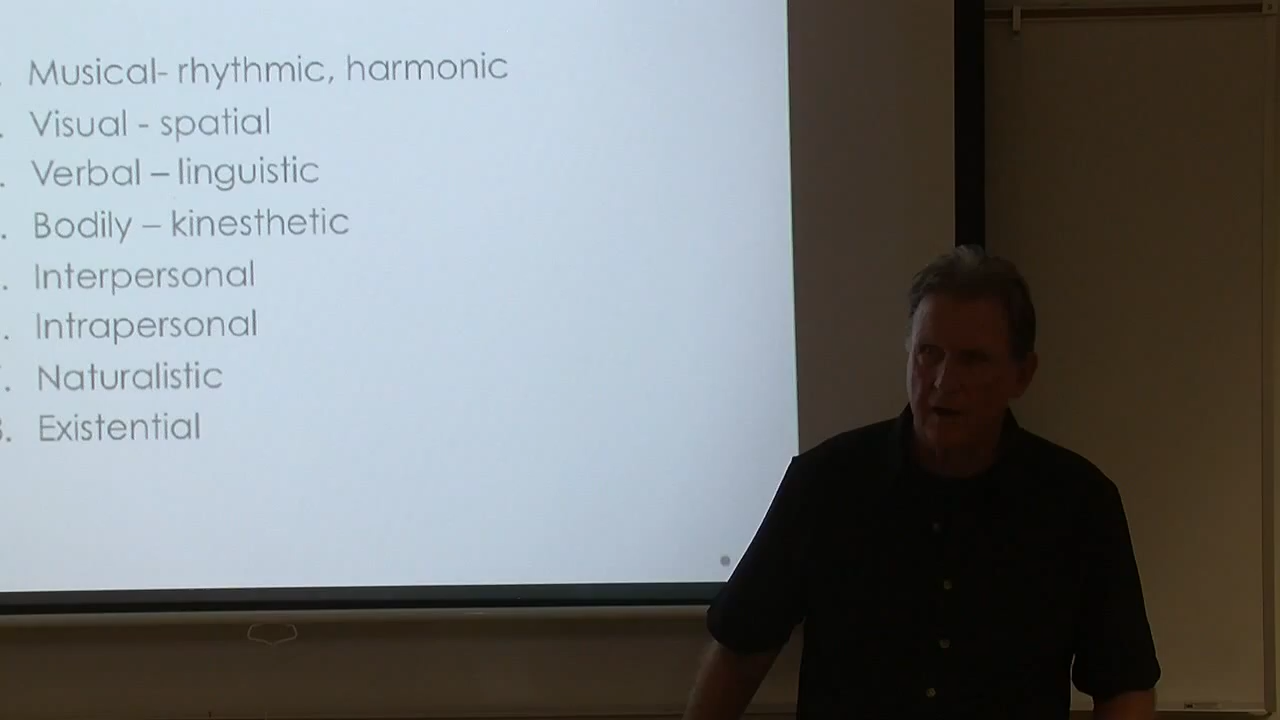 . Musical- rhythmic, harmonic
. Visual - spatial
. Verbal – linguistic
. Bodily – kinesthetic
. Interpersonal
. Intrapersonal
. Naturalistic
. Existential